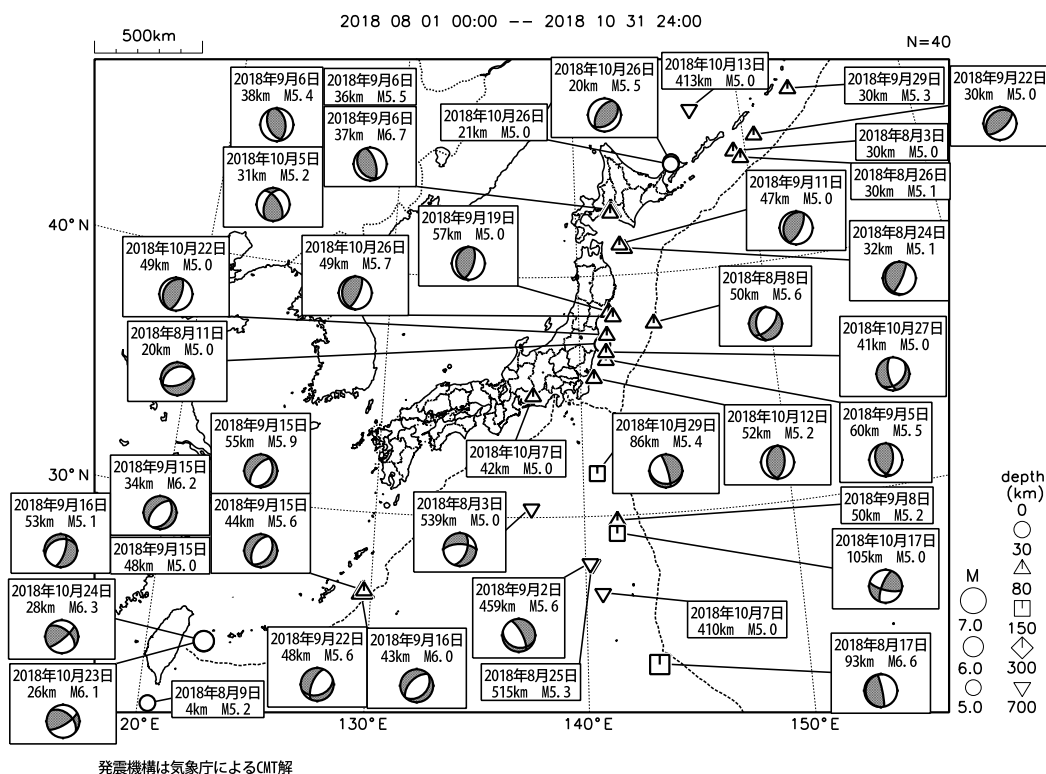 2018 08 01 00:00 -- 2018 10 31 24:00
500km
N=40
2018年9月6日
38km M5.4
2018年9月6日
36km M5.5
2018年9月6日
37km M6.7
2018年10月26日
21km M5.0
2018年10月26日
20km M5.5
2018年10月13日
413km M5.0
2018年9月29日
30km M5.3
2018年9月22日
30km M5.0
2018年8月3日
30km M5.0
2018年8月26日
30km M5.1
2018年10月5日
31km M5.2
2018年9月11日
47km M5.0
40°N
2018年9月19日
57km M5.0
2018年8月24日
32km M5.1
2018年10月22日
49km M5.0
2018年10月26日
49km M5.7
2018年8月8日
50km M5.6
2018年8月11日
20km M5.0
2018年10月27日
41km M5.0
2018年9月15日
55km M5.9
2018年10月7日
42km M5.0
2018年10月29日
86km M5.4
2018年10月12日
52km M5.2
2018年9月5日
60km M5.5
30°N
2018年9月15日
34km M6.2
2018年9月16日
53km M5.1
2018年9月15日
44km M5.6
2018年8月3日
539km M5.0
2018年9月8日
50km M5.2
2018年9月15日
48km M5.0
2018年10月17日
105km M5.0
2018年10月24日
28km M6.3
2018年9月2日
459km M5.6
2018年10月7日
410km M5.0
2018年9月22日
48km M5.6
2018年9月16日
43km M6.0
2018年8月25日
515km M5.3
2018年8月17日
93km M6.6
2018年10月23日
26km M6.1
2018年8月9日
4km M5.2
depth
(km)
0
30
80
150
300
700
M
7.0
6.0
5.0
20°E
130°E
140°E
150°E
発震機構は気象庁によるCMT解